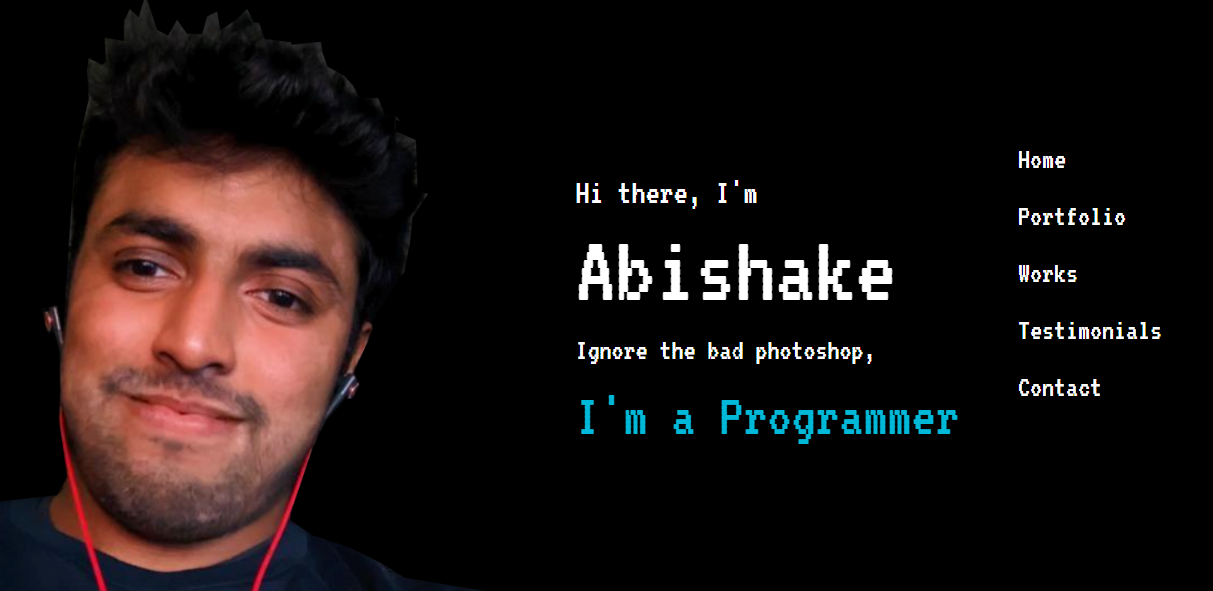 Hi there, I'm
Abishake
Ignore the bad photoshop,
I'm a Programmer
Home
Portfolio
Works
Testimonials
Contact